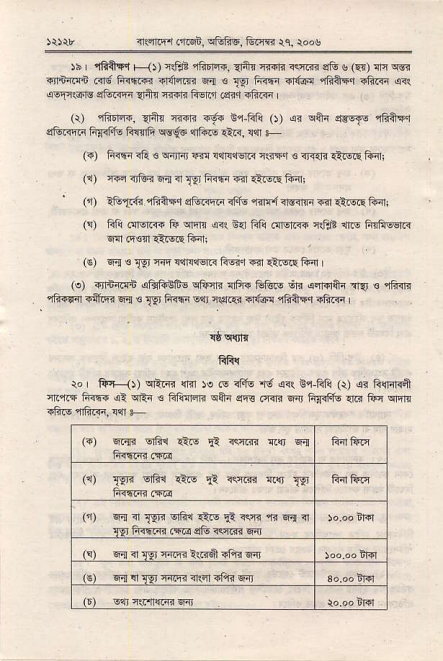 ১২১২৮ বাংলাদেশ গেজেট, অতিরিক্ত, ডিসেম্বর ২৭, ২০০৬
১৯। পরিবীক্ষণ।—(১) সংশ্লিষ্ট পরিচালক, স্থানীয় সরকার বৎসরের প্রতি ৬ (ছয়) মাস অন্তর
ক্যান্টনমেন্ট বোর্ড নিবন্ধকের কার্যালয়ের জন্ম ও মৃত্যু নিবন্ধন কার্যক্রম পরিবীক্ষণ করিবেন এবং
এতদ্‌সংক্রান্ত প্রতিবেদন স্থানীয় সরকার বিভাগে প্রেরণ করিবেন।
(২) পরিচালক, স্থানীয় সরকার কর্তৃক উপ-বিধি (১) এর অধীন প্রস্তুতকৃত পরিবীক্ষণ
প্রতিবেদনে নিম্নবর্ণিত বিষয়াদি অন্তর্ভুক্ত থাকিতে হইবে, যথা ঃ—
(ক) নিবন্ধন বহি ও অন্যান্য ফরম যথাযথভাবে সংরক্ষণ ও ব্যবহার হইতেছে কিনা;
(খ) সকল ব্যক্তির জন্ম বা মৃত্যু নিবন্ধন করা হইতেছে কিনা;
(গ) ইতিপূর্বের পরিবীক্ষণ প্রতিবেদনে বর্ণিত পরামর্শ বাস্তবায়ন করা হইতেছে কিনা;
(ঘ) বিধি মোতাবেক ফি আদায় এবং উহা বিধি মোতাবেক সংশ্লিষ্ট খাতে নিয়মিতভাবে
জমা দেওয়া হইতেছে কিনা;
(ঙ) জন্ম ও মৃত্যু সনদ যথাযথভাবে বিতরণ করা হইতেছে কিনা।
(৩) ক্যান্টনমেন্ট এক্সিকিউটিভ অফিসার মাসিক ভিত্তিতে তাঁর এলাকাধীন স্বাস্থ্য ও পরিবার
পরিকল্পনা কর্মীদের জন্ম ও মৃত্যু নিবন্ধন তথ্য সংগ্রহের কার্যক্রম পরিবীক্ষণ করিবেন।
ষষ্ঠ অধ্যায়
বিবিধ
২০। ফিস—(১) আইনের ধারা ১৩ তে বর্ণিত শর্ত এবং উপ-বিধি (২) এর বিধানাবলী
সাপেক্ষে নিবন্ধক এই আইন ও বিধিমালার অধীন প্রদত্ত সেবার জন্য নিম্নবর্ণিত হারে ফিস আদায়
করিতে পারিবেন, যথা ঃ—
(ক) জন্মের তারিখ হইতে দুই বৎসরের মধ্যে জন্ম বিনা ফিসে
নিবন্ধনের ক্ষেত্রে
(খ) মৃত্যুর তারিখ হইতে দুই বৎসরের মধ্যে মৃত্যু বিনা ফিসে
নিবন্ধনের ক্ষেত্রে
(গ) জন্ম বা মৃত্যুর তারিখ হইতে দুই বৎসর পর জন্ম বা ১০.০০ টাকা
মৃত্যু নিবন্ধনের ক্ষেত্রে প্রতি বৎসরের জন্য
(ঘ) জন্ম বা মৃত্যু সনদের ইংরেজী কপির জন্য ১০০.০০ টাকা
(ঙ) জন্ম বা মৃত্যু সনদের বাংলা কপির জন্য ৪০.০০ টাকা
(চ) তথ্য সংশোধনের জন্য ২০.০০ টাকা